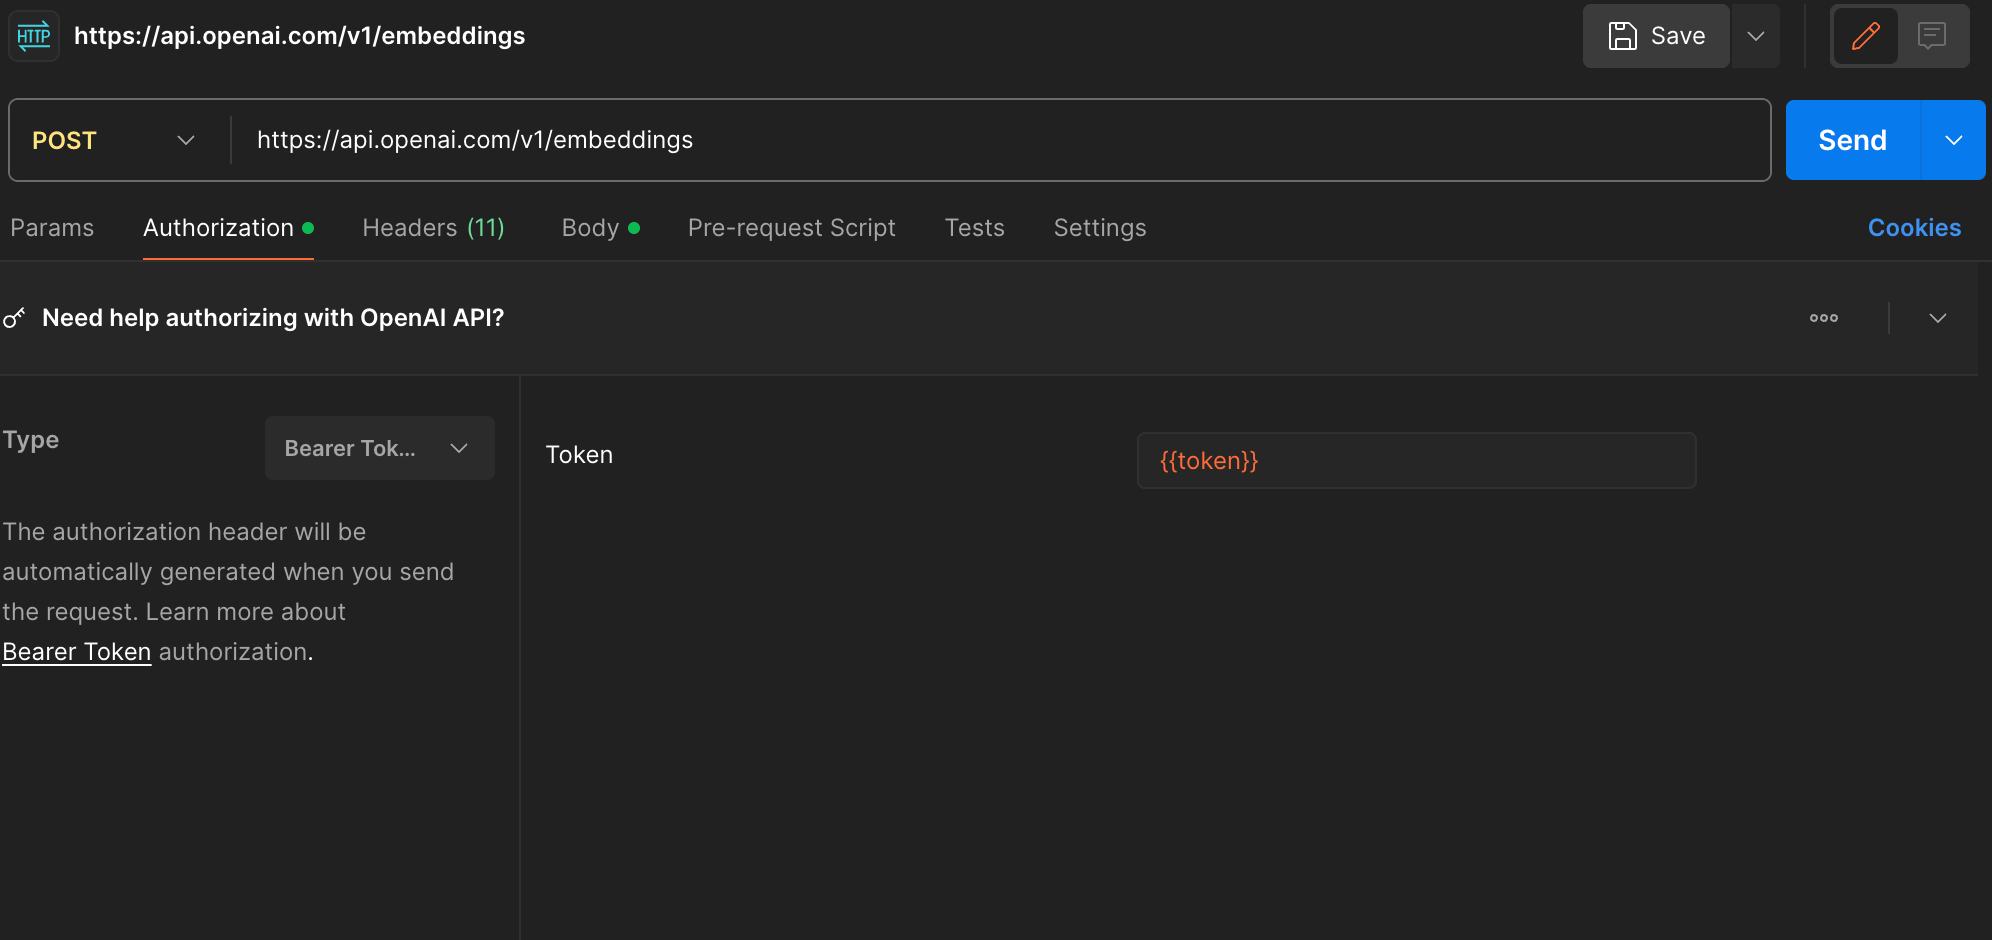 HTTP https://api.openai.com/v1/embeddings Save
POST https://api.openai.com/v1/embeddings Send
Params Authorization Headers (11) Body Pre-request Script Tests Settings Cookies
Need help authorizing with OpenAI API?
Type Bearer Tok... Token {{token}}
The authorization header will be
automatically generated when you send
the request. Learn more about
Bearer Token authorization.